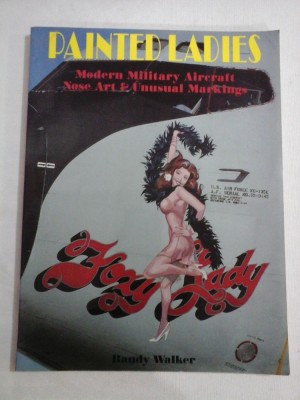 PAINTED LADIES
Modern Military Aircraft
Nose Art & Unusual Markings
Foxy Lady
Randy Walker